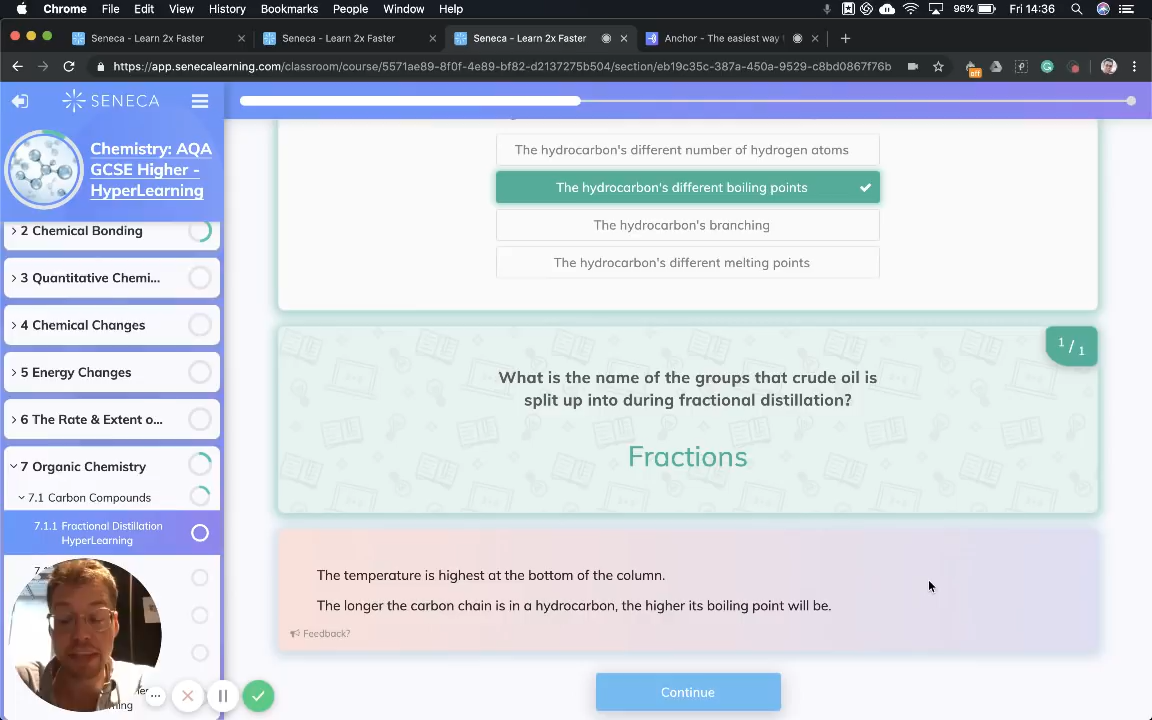 Chrome File Edit View History Bookmarks People Window Help 96% Fri 14:36
Seneca - Learn 2x Faster
Seneca - Learn 2x Faster
Seneca - Learn 2x Faster
Anchor - The easiest way
https://app.senecalearning.com/classroom/course/5571ae89-8f0f-4e89-bf82-d2137275b504/section/eb19c35c-387a-450a-9529-c8bd0867f76b
off
SENECA
Chemistry: AQA
GCSE Higher -
HyperLearning
2 Chemical Bonding
3 Quantitative Chemi...
4 Chemical Changes
5 Energy Changes
6 The Rate & Extent o...
7 Organic Chemistry
7.1 Carbon Compounds
7.1.1 Fractional Distillation
HyperLearning
The hydrocarbon's different number of hydrogen atoms
The hydrocarbon's different boiling points
The hydrocarbon's branching
The hydrocarbon's different melting points
1 / 1
What is the name of the groups that crude oil is
split up into during fractional distillation?
Fractions
The temperature is highest at the bottom of the column.
The longer the carbon chain is in a hydrocarbon, the higher its boiling point will be.
Feedback?
Continue